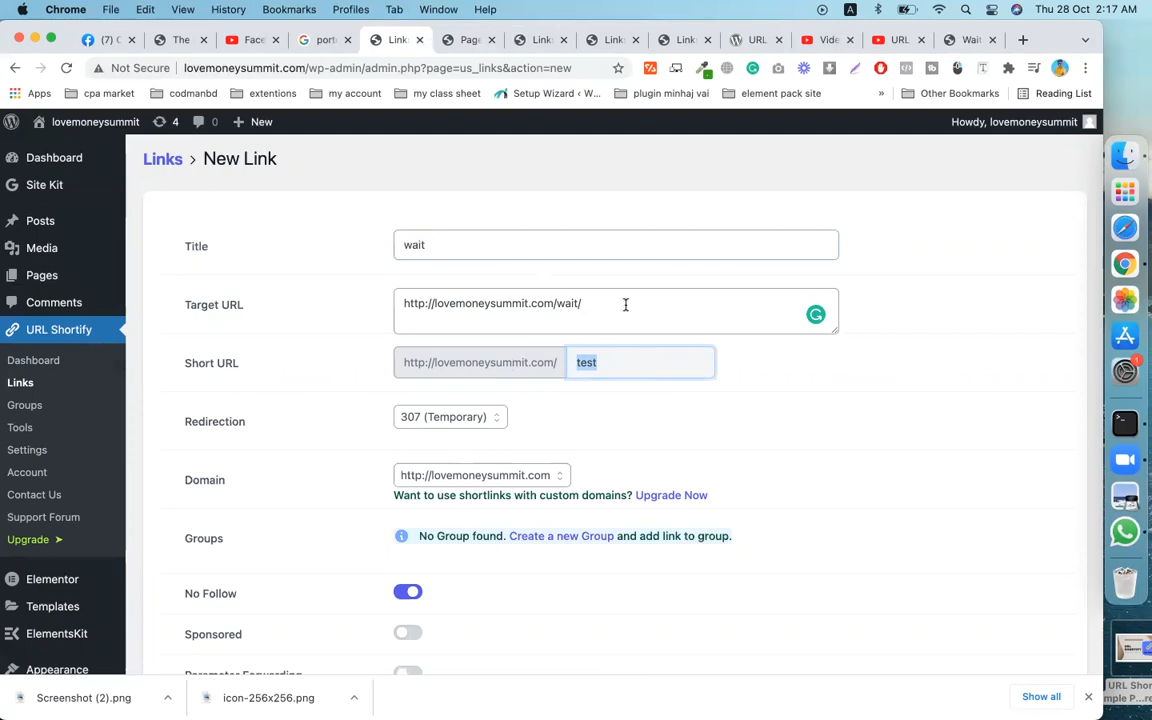 Chrome File Edit View History Bookmarks Profiles Tab Window Help A Thu 28 Oct 2:17 AM
(7) C The Face port Link Page Link Link Link URL Vide URL Wait
Not Secure lovemoneysummit.com/wp-admin/admin.php?page=us_links&action=new
Apps cpa market codmanbd extentions my account my class sheet Setup Wizard ‹ W... plugin minhaj vai element pack site » Other Bookmarks Reading List
lovemoneysummit 4 0 New Howdy, lovemoneysummit
Dashboard
Site Kit
Posts
Media
Pages
Comments
URL Shortify
Dashboard
Links
Groups
Tools
Settings
Account
Contact Us
Support Forum
Upgrade ➤
Elementor
Templates
ElementsKit
Appearance
Links > New Link
Title wait
Target URL http://lovemoneysummit.com/wait/
Short URL http://lovemoneysummit.com/ test
Redirection 307 (Temporary)
Domain http://lovemoneysummit.com
Want to use shortlinks with custom domains? Upgrade Now
Groups No Group found. Create a new Group and add link to group.
No Follow
Sponsored
Parameter Forwarding
Screenshot (2).png icon-256x256.png Show all
URL Shor